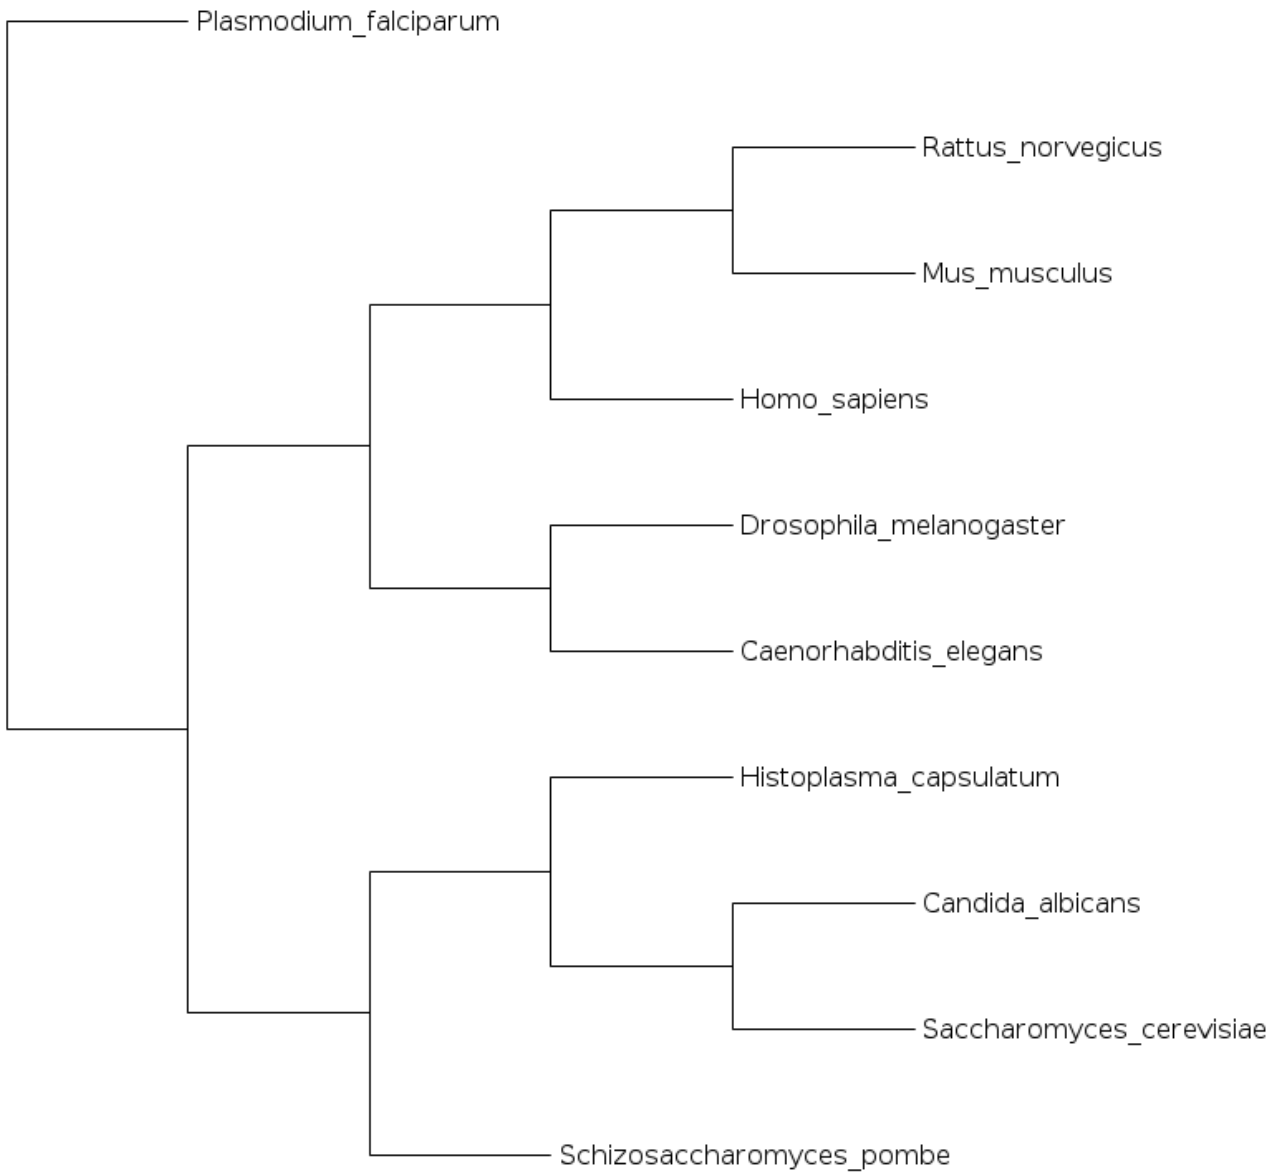 Plasmodium_falciparum
Rattus_norvegicus
Mus_musculus
Homo_sapiens
Drosophila_melanogaster
Caenorhabditis_elegans
Histoplasma_capsulatum
Candida_albicans
Saccharomyces_cerevisiae
Schizosaccharomyces_pombe